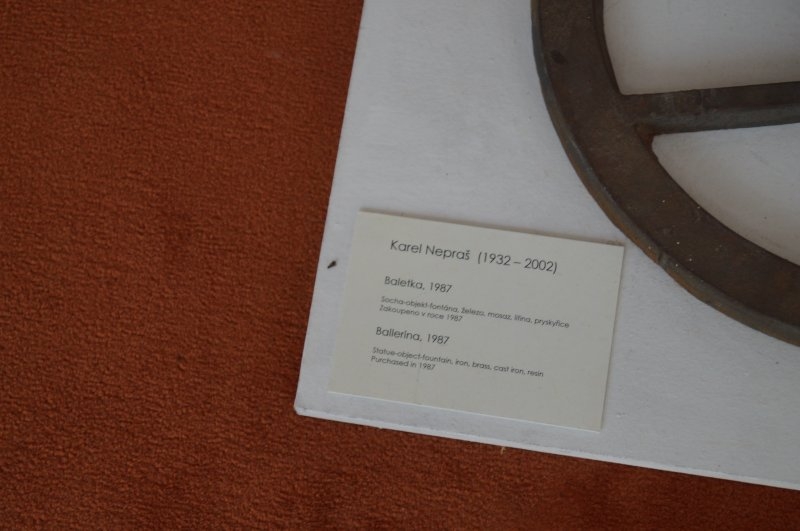 Karel Nepraš (1932 – 2002)
Baletka, 1987
Socha-objekt-fontána, železo, mosaz, litina, pryskyřice
Zakoupeno v roce 1987
Ballerina, 1987
Statue-object-fountain, iron, brass, cast iron, resin
Purchased in 1987